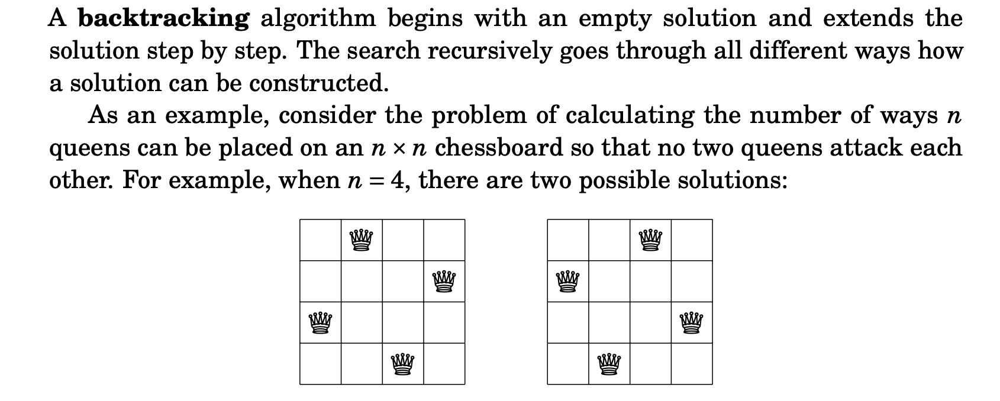 A backtracking algorithm begins with an empty solution and extends the
solution step by step. The search recursively goes through all different ways how
a solution can be constructed.
As an example, consider the problem of calculating the number of ways n
queens can be placed on an n × n chessboard so that no two queens attack each
other. For example, when n = 4, there are two possible solutions: